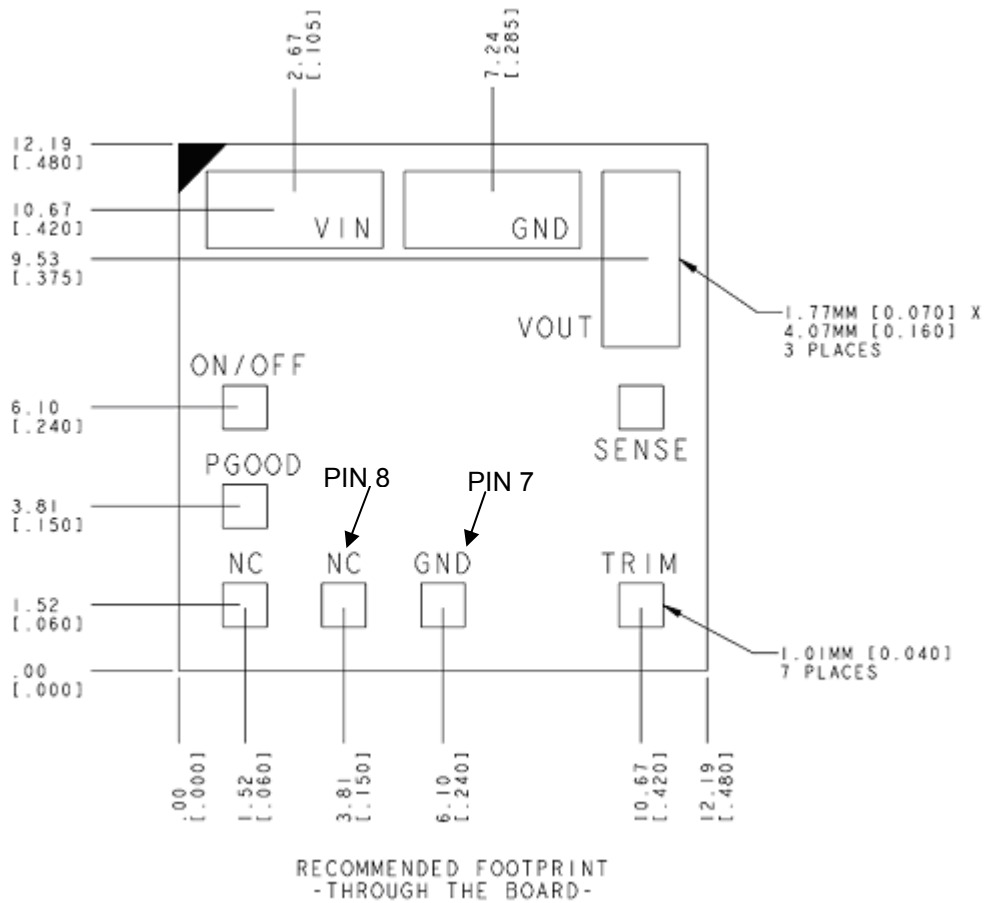 2.67
[.105]
7.24
[.285]
12.19
[.480]
10.67
[.420]
VIN
GND
9.53
[.375]
1.77MM [0.070] X
4.07MM [0.160]
3 PLACES
VOUT
ON/OFF
6.10
[.240]
SENSE
PGOOD
PIN 8
PIN 7
3.81
[.150]
NC
NC
GND
TRIM
1.52
[.060]
1.01MM [0.040]
7 PLACES
.00
[.000]
.00
[.000]
1.52
[.060]
3.81
[.150]
6.10
[.240]
10.67
[.420]
12.19
[.480]
RECOMMENDED FOOTPRINT
-THROUGH THE BOARD-